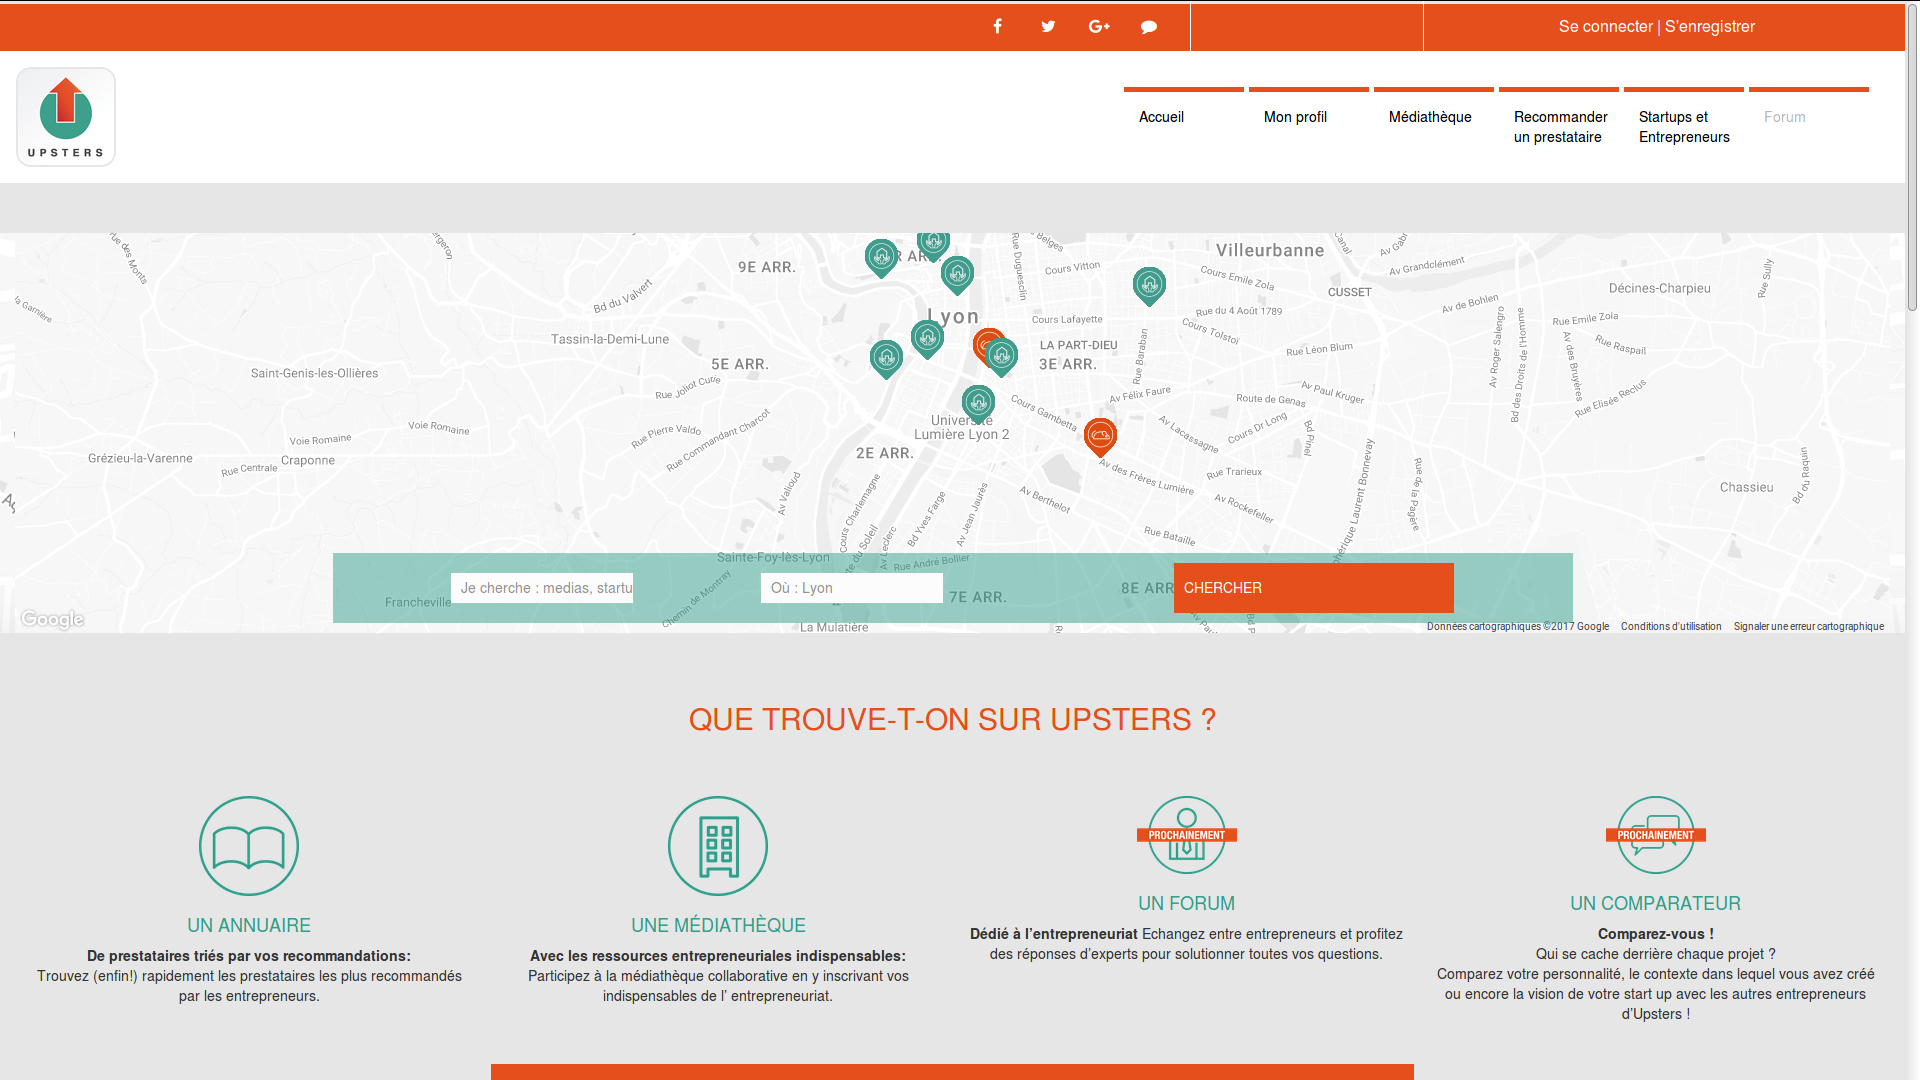 Se connecter | S'enregistrer
UPSTERS
Accueil
Mon profil
Médiathèque
Recommander
un prestataire
Startups et
Entrepreneurs
Forum
Rue des Monts
Bd du Valvert
9E ARR.
Rue Duguesclin
Cours Vitton
Villeurbanne
Cours Emile Zola
CUSSET
Av Grandclément
Rue Sully
Décines-Charpieu
Av de Bohlen
la Garnière
Lyon
Cours Lafayette
Rue du 4 Août 1789
Cours Tolstoi
Rue Emile Zola
Tassin-la-Demi-Lune
LA PART-DIEU
Rue Baraban
Rue Léon Blum
Av Roger Salengro
Bd des Droits de l'Homme
Rue Raspail
5E ARR.
3E ARR.
Saint-Genis-les-Ollières
Rue Joliot Curie
Av Félix Faure
Av Paul Kruger
Av des Bruyères
Rue Elisée Reclus
Route de Genas
Cours Gambetta
Université
Lumière Lyon 2
Voie Romaine
Voie Romaine
Rue Pierre Valdo
Rue Commandant Charcot
Av Lacassagne
Cours Dr Long
Bd Pinel
2E ARR.
Grézieu-la-Varenne
Craponne
Rue Centrale
Av des Frères Lumière
Rue Trarieux
Rue de la Pagère
Chassieu
Av Valioud
Cours Charlemagne
Bd Yves Farge
Av Jean Jaurès
Av Berthelot
Av Rockefeller
Rue Bataille
Sainte-Foy-lès-Lyon
Av Leclerc
Rue André Bollier
Je cherche : medias, startu
Où : Lyon
CHERCHER
Francheville
Chemin de Montray
7E ARR.
8E ARR
La Mulatière
Google
Données cartographiques ©2017 Google
Conditions d'utilisation
Signaler une erreur cartographique
QUE TROUVE-T-ON SUR UPSTERS ?
UN ANNUAIRE
De prestataires triés par vos recommandations:
Trouvez (enfin!) rapidement les prestataires les plus recommandés
par les entrepreneurs.
UNE MÉDIATHÈQUE
Avec les ressources entrepreneuriales indispensables:
Participez à la médiathèque collaborative en y inscrivant vos
indispensables de l' entrepreneuriat.
PROCHAINEMENT
UN FORUM
Dédié à l’entrepreneuriat Echangez entre entrepreneurs et profitez
des réponses d’experts pour solutionner toutes vos questions.
PROCHAINEMENT
UN COMPARATEUR
Comparez-vous !
Qui se cache derrière chaque projet ?
Comparez votre personnalité, le contexte dans lequel vous avez créé
ou encore la vision de votre start up avec les autres entrepreneurs
d’Upsters !